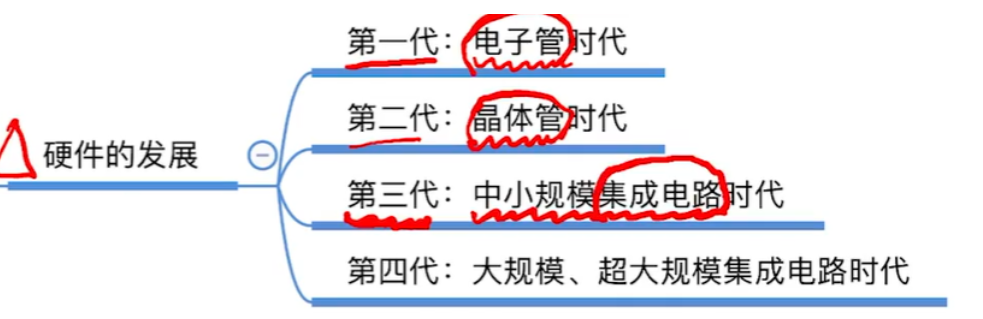 第一代：电子管时代
第二代：晶体管时代
硬件的发展
第三代：中小规模集成电路时代
第四代：大规模、超大规模集成电路时代